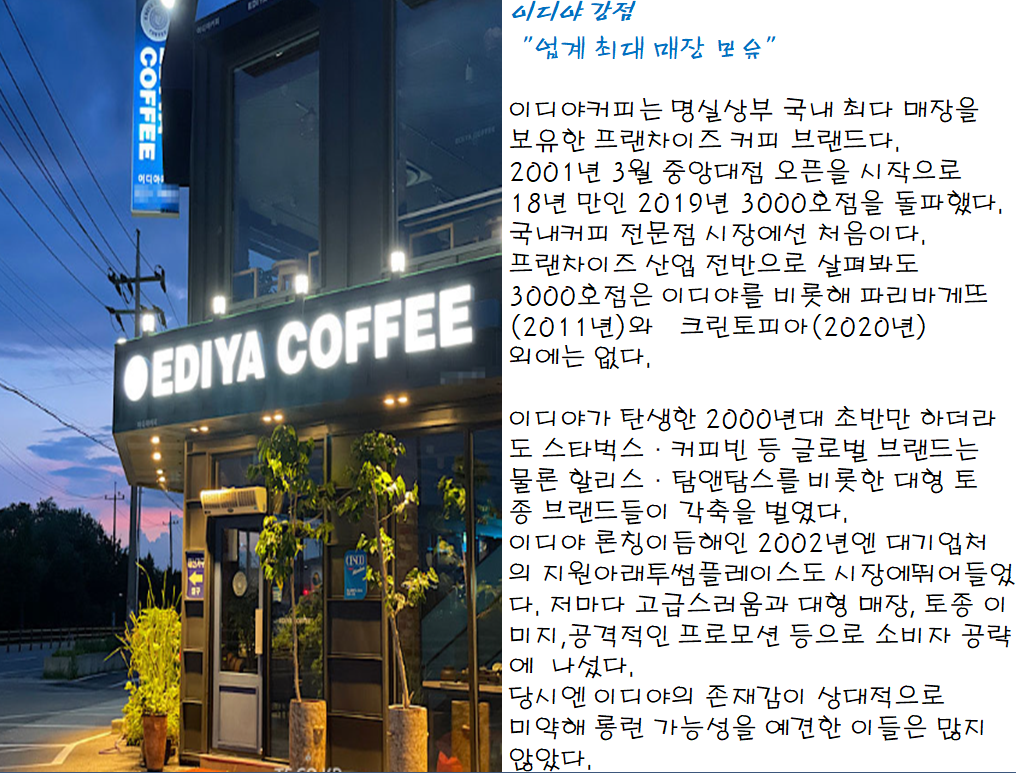 COFFEE
이디야
EDIYA COFFEE
이디야 강점
"업계 최대 매장 보유"
이디야커피는 명실상부 국내 최다 매장을
보유한 프랜차이즈 커피 브랜드다.
2001년 3월 중앙대점 오픈을 시작으로
18년 만인 2019년 3000호점을 돌파했다.
국내커피 전문점 시장에선 처음이다.
프랜차이즈 산업 전반으로 살펴봐도
3000호점은 이디야를 비롯해 파리바게뜨
(2011년)와 크린토피아(2020년)
외에는 없다.
이디야가 탄생한 2000년대 초반만 하더라
도 스타벅스 · 커피빈 등 글로벌 브랜드는
물론 할리스 · 탐앤탐스를 비롯한 대형 토
종 브랜드들이 각축을 벌였다.
이디야 론칭이듬해인 2002년엔 대기업처
의 지원아래투썸플레이스도 시장에뛰어들었
다. 저마다 고급스러움과 대형 매장, 토종 이
미지,공격적인 프로모션 등으로 소비자 공략
에 나섰다.
당시엔 이디야의 존재감이 상대적으로
미약해 롱런 가능성을 예견한 이들은 많지
않았다.